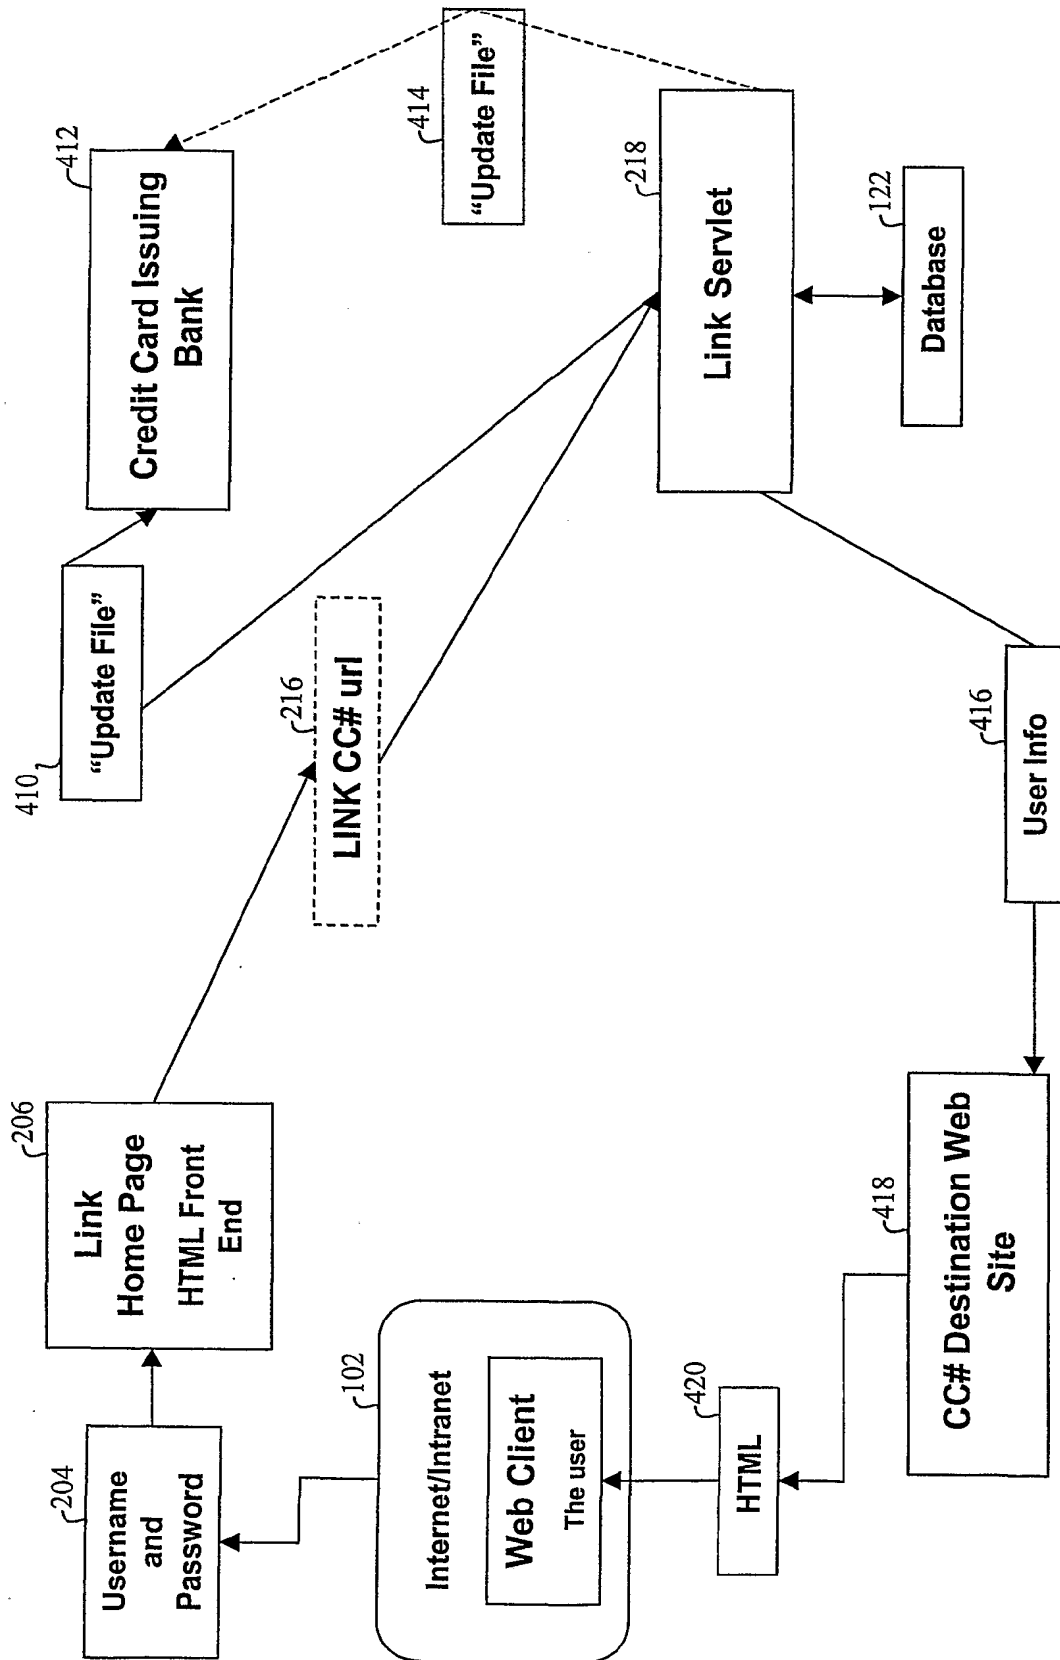 204
Username
and
Password
206
Link
Home Page
HTML Front
End
410
"Update File"
412
Credit Card Issuing
Bank
216
LINK CC# url
414
"Update File"
102
Internet/Intranet
Web Client
The user
420
HTML
218
Link Servlet
122
Database
418
CC# Destination Web
Site
416
User Info